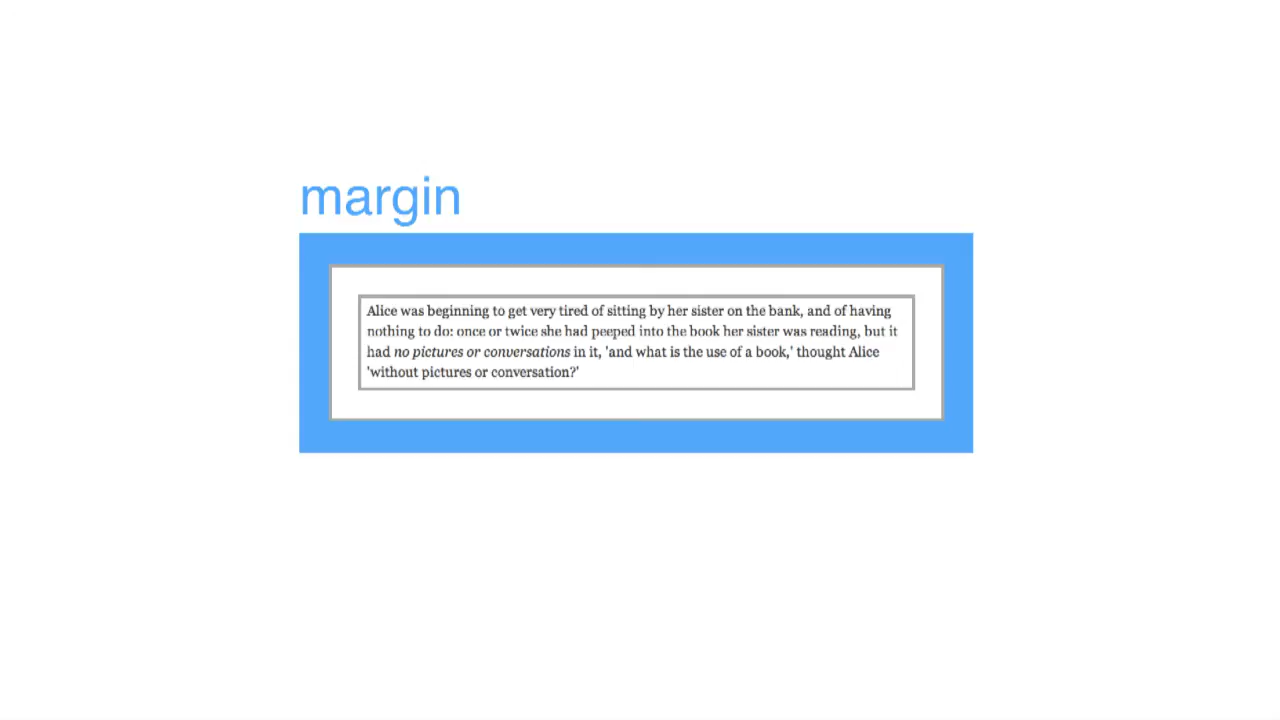 margin
Alice was beginning to get very tired of sitting by her sister on the bank, and of having
nothing to do: once or twice she had peeped into the book her sister was reading, but it
had no pictures or conversations in it, 'and what is the use of a book,' thought Alice
'without pictures or conversation?'